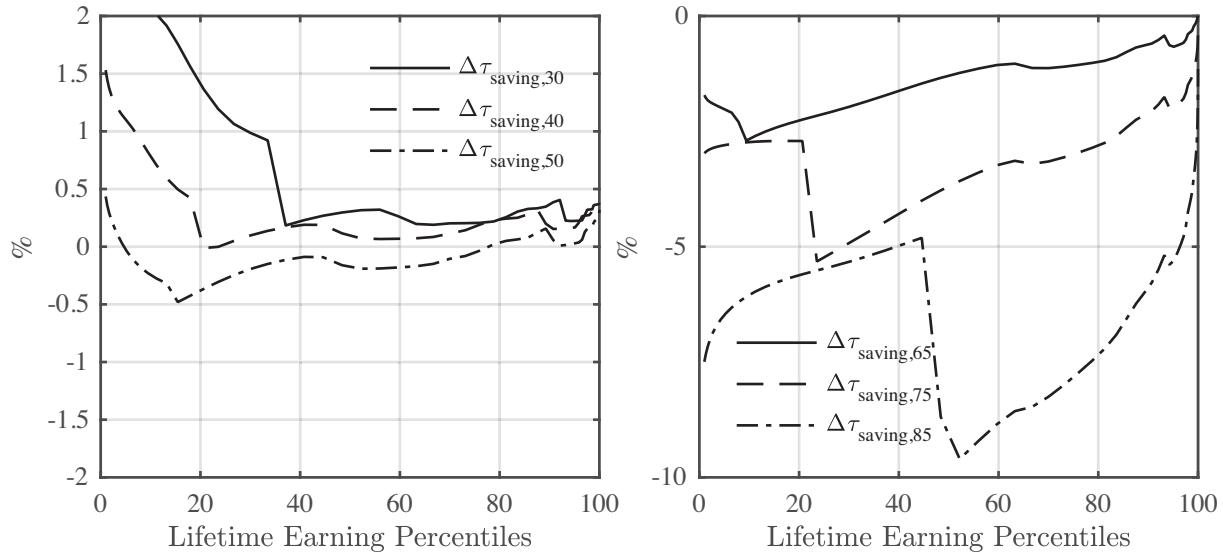 2
1.5
1
0.5
0
-0.5
-1
-1.5
-2
%
0 20 40 60 80 100
Lifetime Earning Percentiles
Δτsaving,30
Δτsaving,40
Δτsaving,50
0
-5
-10
%
0 20 40 60 80 100
Lifetime Earning Percentiles
Δτsaving,65
Δτsaving,75
Δτsaving,85